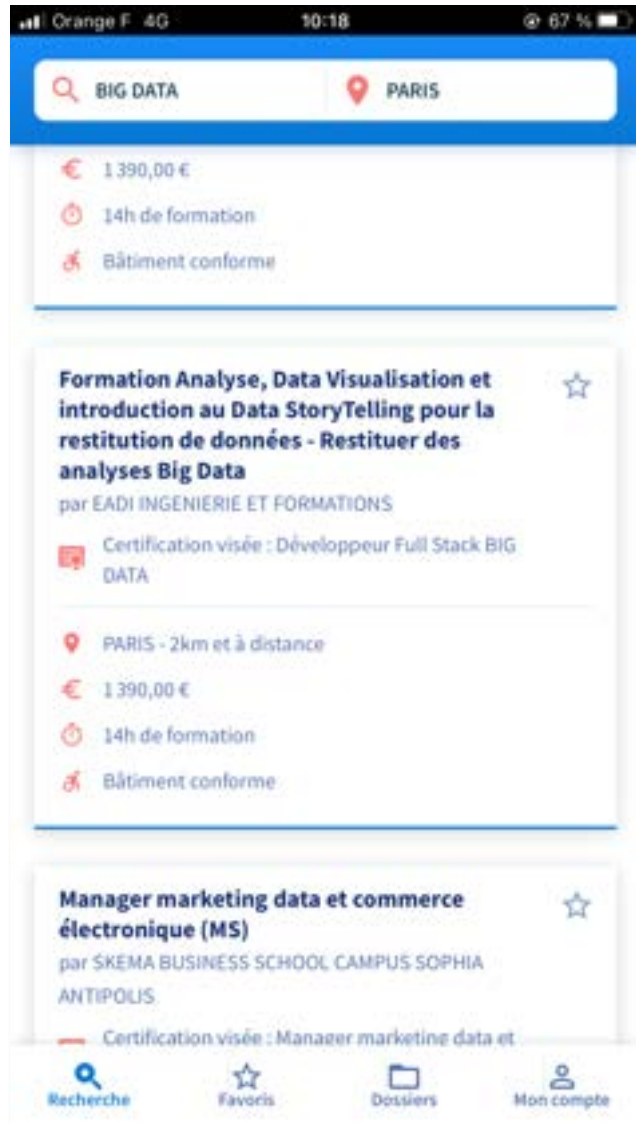 Orange F 4G 10:18 67 %
BIG DATA PARIS
1 390,00 €
14h de formation
Bâtiment conforme
Formation Analyse, Data Visualisation et
introduction au Data StoryTelling pour la
restitution de données - Restituer des
analyses Big Data
par EADI INGENIERIE ET FORMATIONS
Certification visée : Développeur Full Stack BIG
DATA
PARIS - 2km et à distance
1 390,00 €
14h de formation
Bâtiment conforme
Manager marketing data et commerce
électronique (MS)
par SKEMA BUSINESS SCHOOL CAMPUS SOPHIA
ANTIPOLIS
Certification visée : Manager marketing data et
Recherche Favoris Dossiers Mon compte